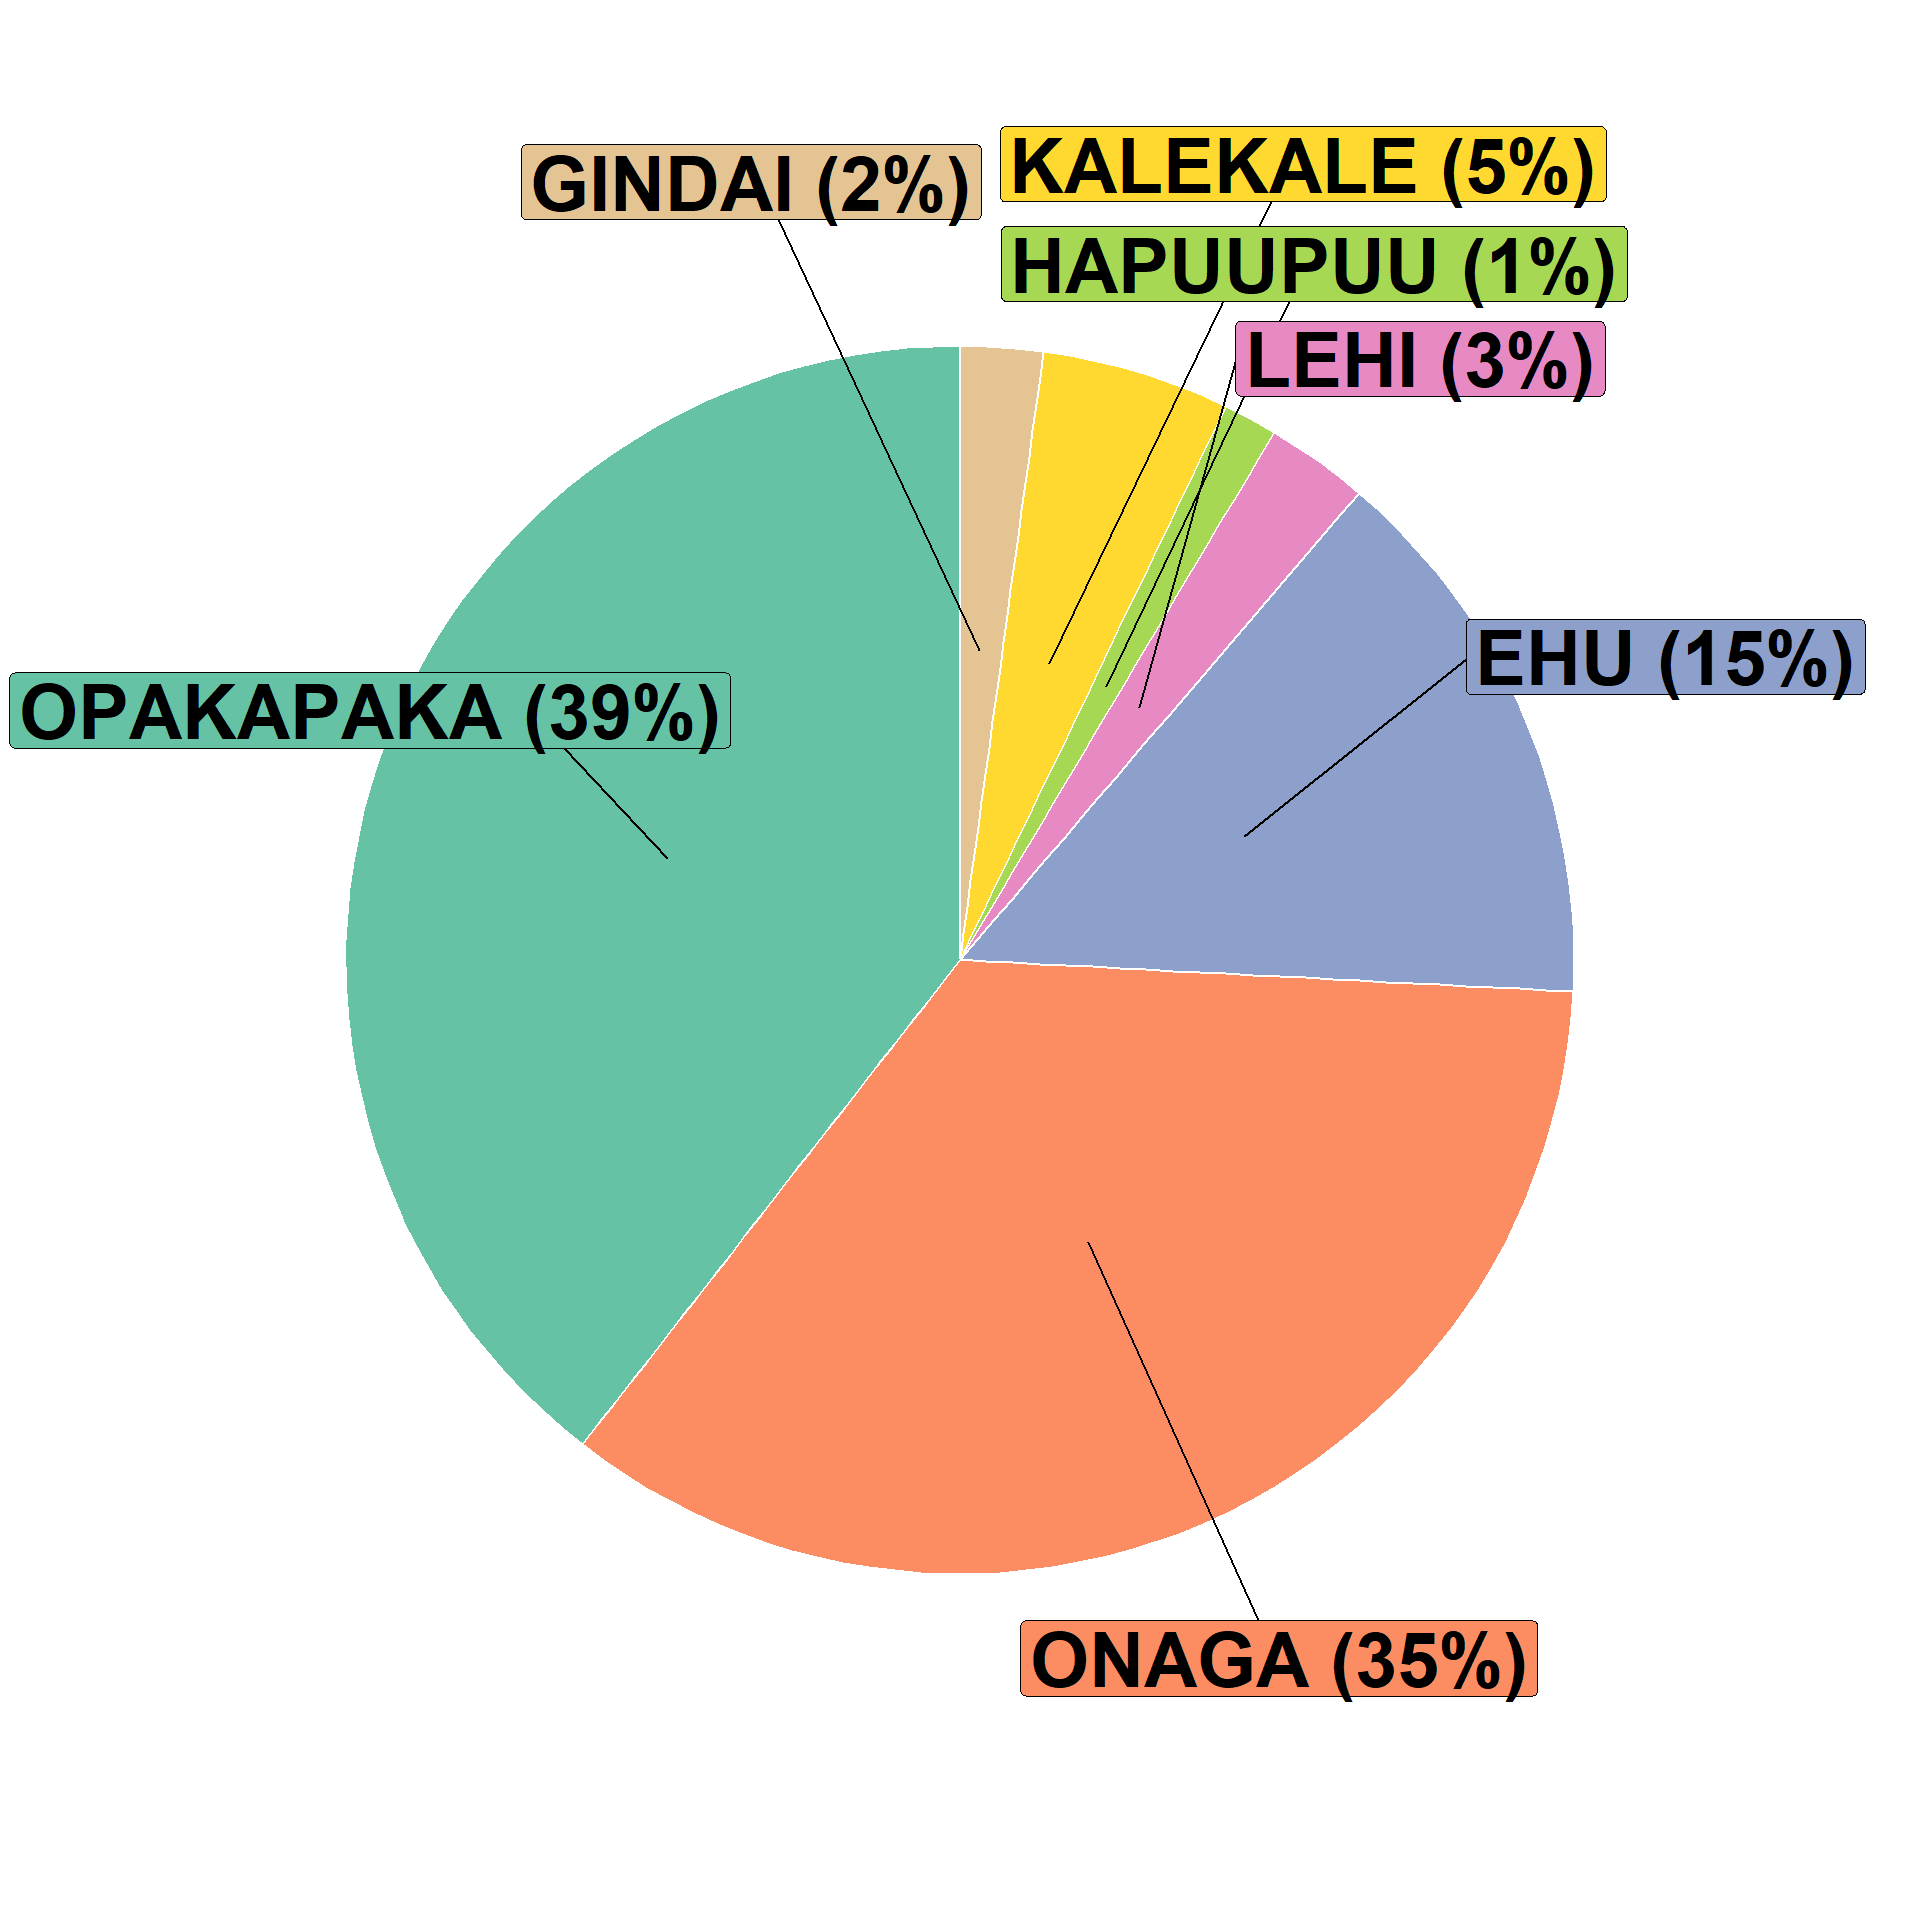 GINDAI (2%)
KALEKALE (5%)
HAPUUPUU (1%)
LEHI (3%)
EHU (15%)
OPAKAPAKA (39%)
ONAGA (35%)